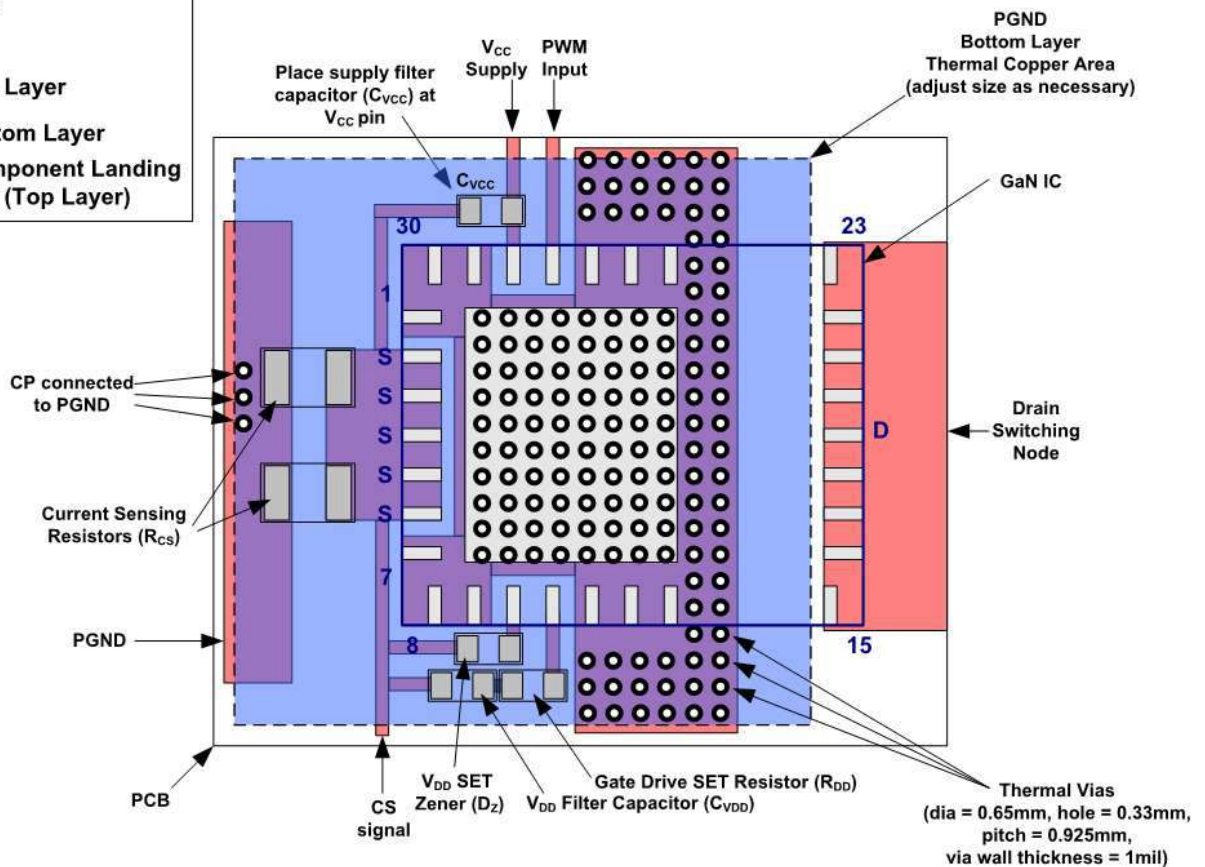 Layer
tom Layer
mponent Landing
(Top Layer)
PGND
Bottom Layer
Thermal Copper Area
(adjust size as necessary)
VCC
Supply
PWM
Input
Place supply filter
capacitor (CVCC) at
VCC pin
CVCC
GaN IC
30
23
1
S
S
S
S
S
7
8
15
D
CP connected
to PGND
Current Sensing
Resistors (RCS)
Drain
Switching
Node
PGND
PCB
CS
signal
VDD SET
Zener (DZ)
Gate Drive SET Resistor (RDD)
VDD Filter Capacitor (CVDD)
Thermal Vias
(dia = 0.65mm, hole = 0.33mm,
pitch = 0.925mm,
via wall thickness = 1mil)